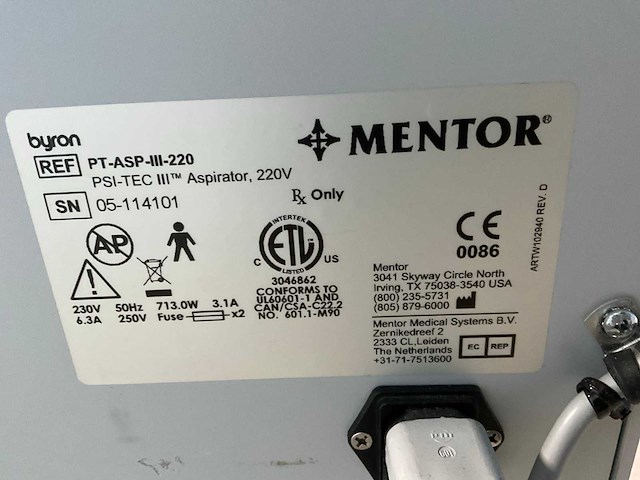 byron
REF PT-ASP-III-220
PSI-TEC III™ Aspirator, 220V
SN 05-114101
MENTOR®
Rx Only
AP
INTERTEK
C ETL US
LISTED
3046862
CONFORMS TO
UL60601-1 AND
CAN/CSA-C22.2
NO. 601.1-M90
230V 50Hz 713.0W 3.1A
6.3A 250V Fuse x2
CE
0086
Mentor
3041 Skyway Circle North
Irving, TX 75038-3540 USA
(800) 235-5731
(805) 879-6000
Mentor Medical Systems B.V.
Zernikedreef 2
2333 CL,Leiden
The Netherlands
+31-71-7513600
EC REP
ARTW102940 REV. D